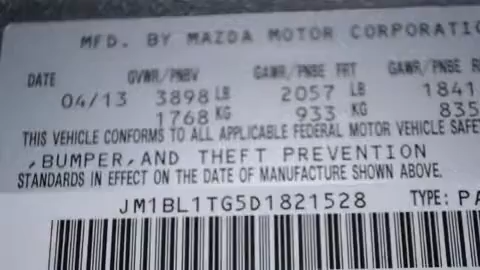 MFD. BY MAZDA MOTOR CORPORATIO
DATE GVWR/PNBV GAWR/PNBE FRT GAWR/PNBE R
04/13 3898 LB 2057 LB 1841
1768 KG 933 KG 835
THIS VEHICLE CONFORMS TO ALL APPLICABLE FEDERAL MOTOR VEHICLE SAFE
,BUMPER,AND THEFT PREVENTION
STANDARDS IN EFFECT ON THE DATE OF MANUFACTURE SHOWN ABOVE.
JM1BL1TG5D1821528 TYPE: PA